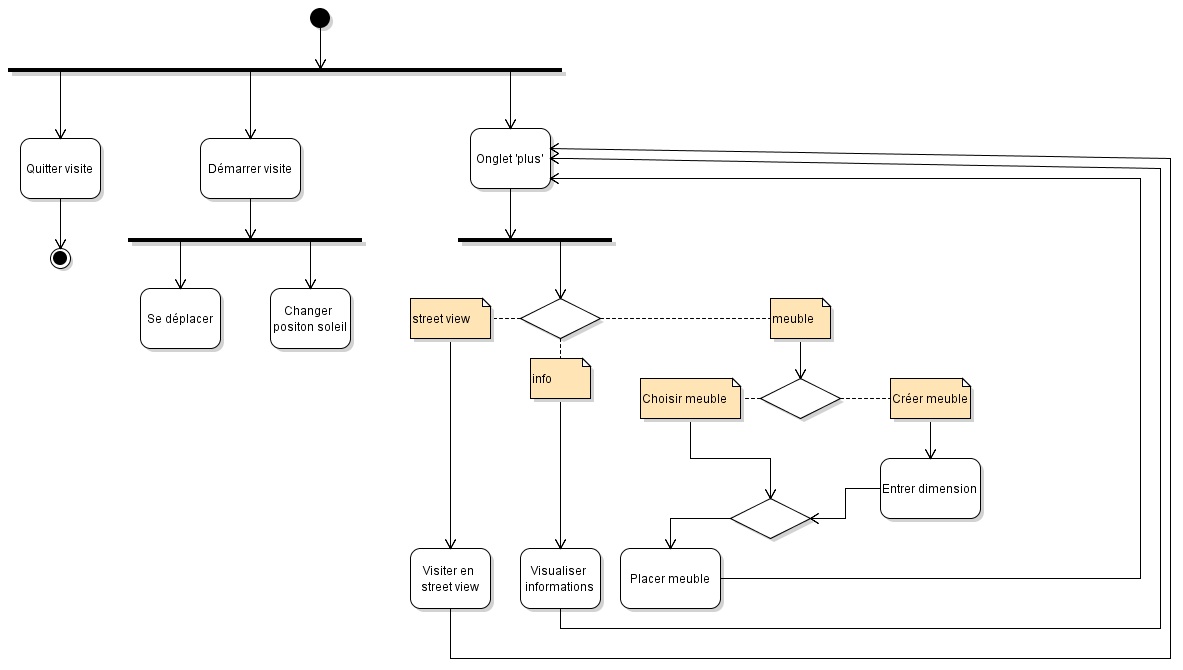 Quitter visite
Démarrer visite
Onglet 'plus'
Se déplacer
Changer
positon soleil
street view
meuble
info
Choisir meuble
Créer meuble
Entrer dimension
Visiter en
street view
Visualiser
informations
Placer meuble